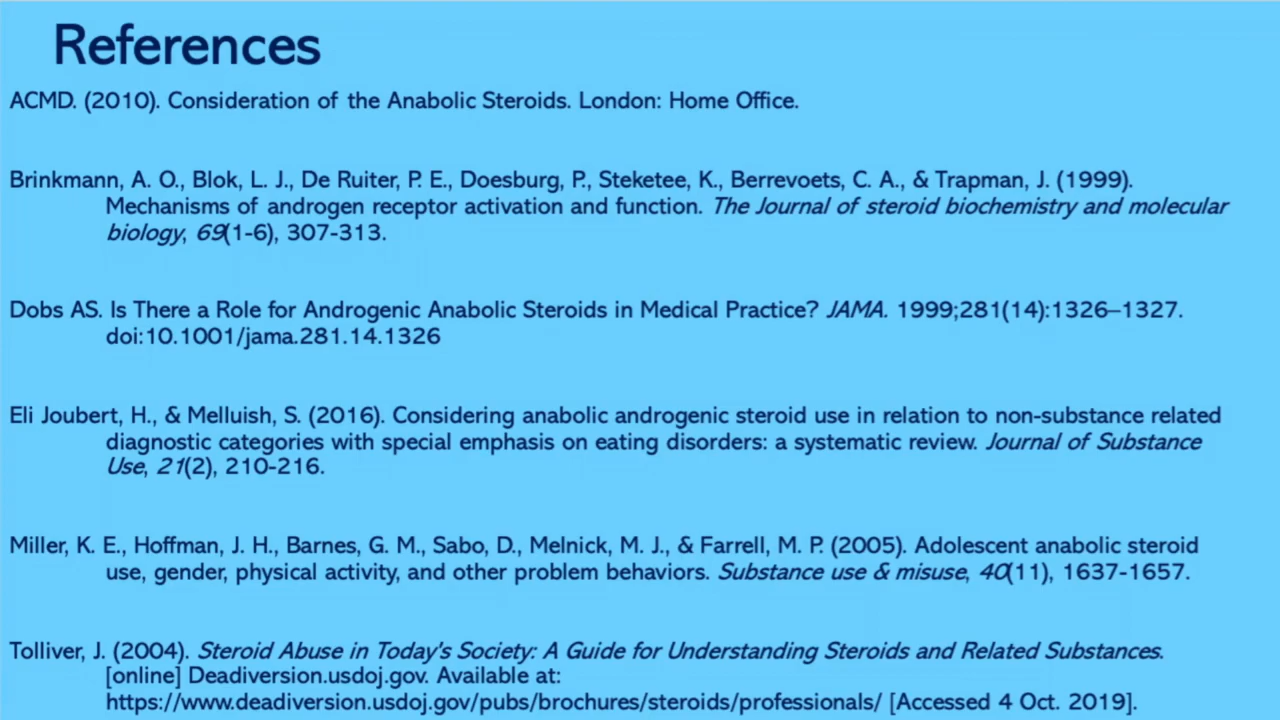 References
ACMD. (2010). Consideration of the Anabolic Steroids. London: Home Office.
Brinkmann, A. O., Blok, L. J., De Ruiter, P. E., Doesburg, P., Steketee, K., Berrevoets, C. A., & Trapman, J. (1999).
Mechanisms of androgen receptor activation and function. The Journal of steroid biochemistry and molecular
biology, 69(1-6), 307-313.
Dobs AS. Is There a Role for Androgenic Anabolic Steroids in Medical Practice? JAMA. 1999;281(14):1326–1327.
doi:10.1001/jama.281.14.1326
Eli Joubert, H., & Melluish, S. (2016). Considering anabolic androgenic steroid use in relation to non-substance related
diagnostic categories with special emphasis on eating disorders: a systematic review. Journal of Substance
Use, 21(2), 210-216.
Miller, K. E., Hoffman, J. H., Barnes, G. M., Sabo, D., Melnick, M. J., & Farrell, M. P. (2005). Adolescent anabolic steroid
use, gender, physical activity, and other problem behaviors. Substance use & misuse, 40(11), 1637-1657.
Tolliver, J. (2004). Steroid Abuse in Today's Society: A Guide for Understanding Steroids and Related Substances.
[online] Deadiversion.usdoj.gov. Available at:
https://www.deadiversion.usdoj.gov/pubs/brochures/steroids/professionals/ [Accessed 4 Oct. 2019].